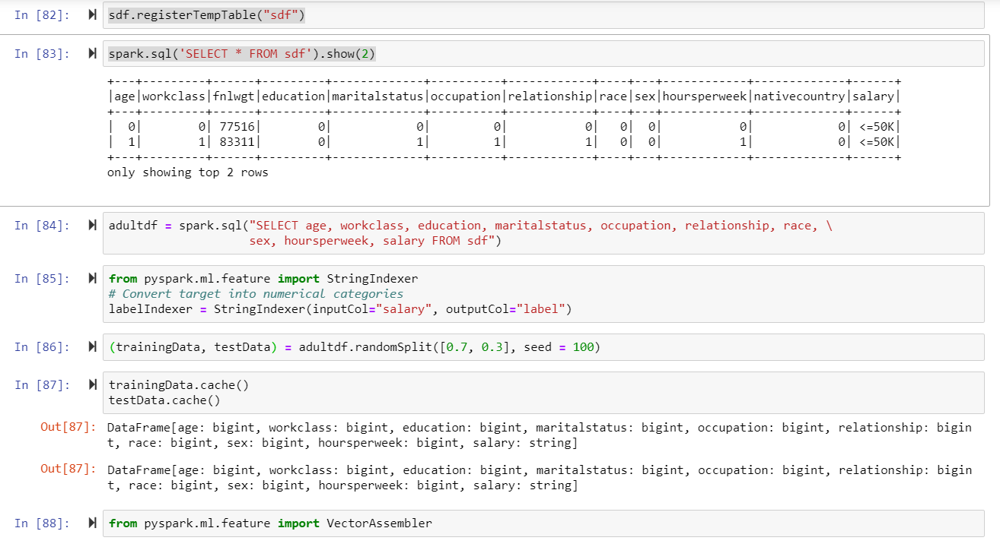 In [82]: sdf.registerTempTable("sdf")
In [83]: spark.sql('SELECT * FROM sdf').show(2)
+---+---------+------+---------+-------------+----------+------------+----+---+------------+-------------+------+
|age|workclass|fnlwgt|education|maritalstatus|occupation|relationship|race|sex|hoursperweek|nativecountry|salary|
+---+---------+------+---------+-------------+----------+------------+----+---+------------+-------------+------+
|  0|        0| 77516|        0|            0|         0|           0|   0|  0|           0|            0| <=50K|
|  1|        1| 83311|        0|            1|         1|           1|   0|  0|           1|            0| <=50K|
+---+---------+------+---------+-------------+----------+------------+----+---+------------+-------------+------+
only showing top 2 rows
In [84]: adultdf = spark.sql("SELECT age, workclass, education, maritalstatus, occupation, relationship, race, \
sex, hoursperweek, salary FROM sdf")
In [85]: from pyspark.ml.feature import StringIndexer
# Convert target into numerical categories
labelIndexer = StringIndexer(inputCol="salary", outputCol="label")
In [86]: (trainingData, testData) = adultdf.randomSplit([0.7, 0.3], seed = 100)
In [87]: trainingData.cache()
testData.cache()
Out[87]: DataFrame[age: bigint, workclass: bigint, education: bigint, maritalstatus: bigint, occupation: bigint, relationship: bigin
t, race: bigint, sex: bigint, hoursperweek: bigint, salary: string]
Out[87]: DataFrame[age: bigint, workclass: bigint, education: bigint, maritalstatus: bigint, occupation: bigint, relationship: bigin
t, race: bigint, sex: bigint, hoursperweek: bigint, salary: string]
In [88]: from pyspark.ml.feature import VectorAssembler